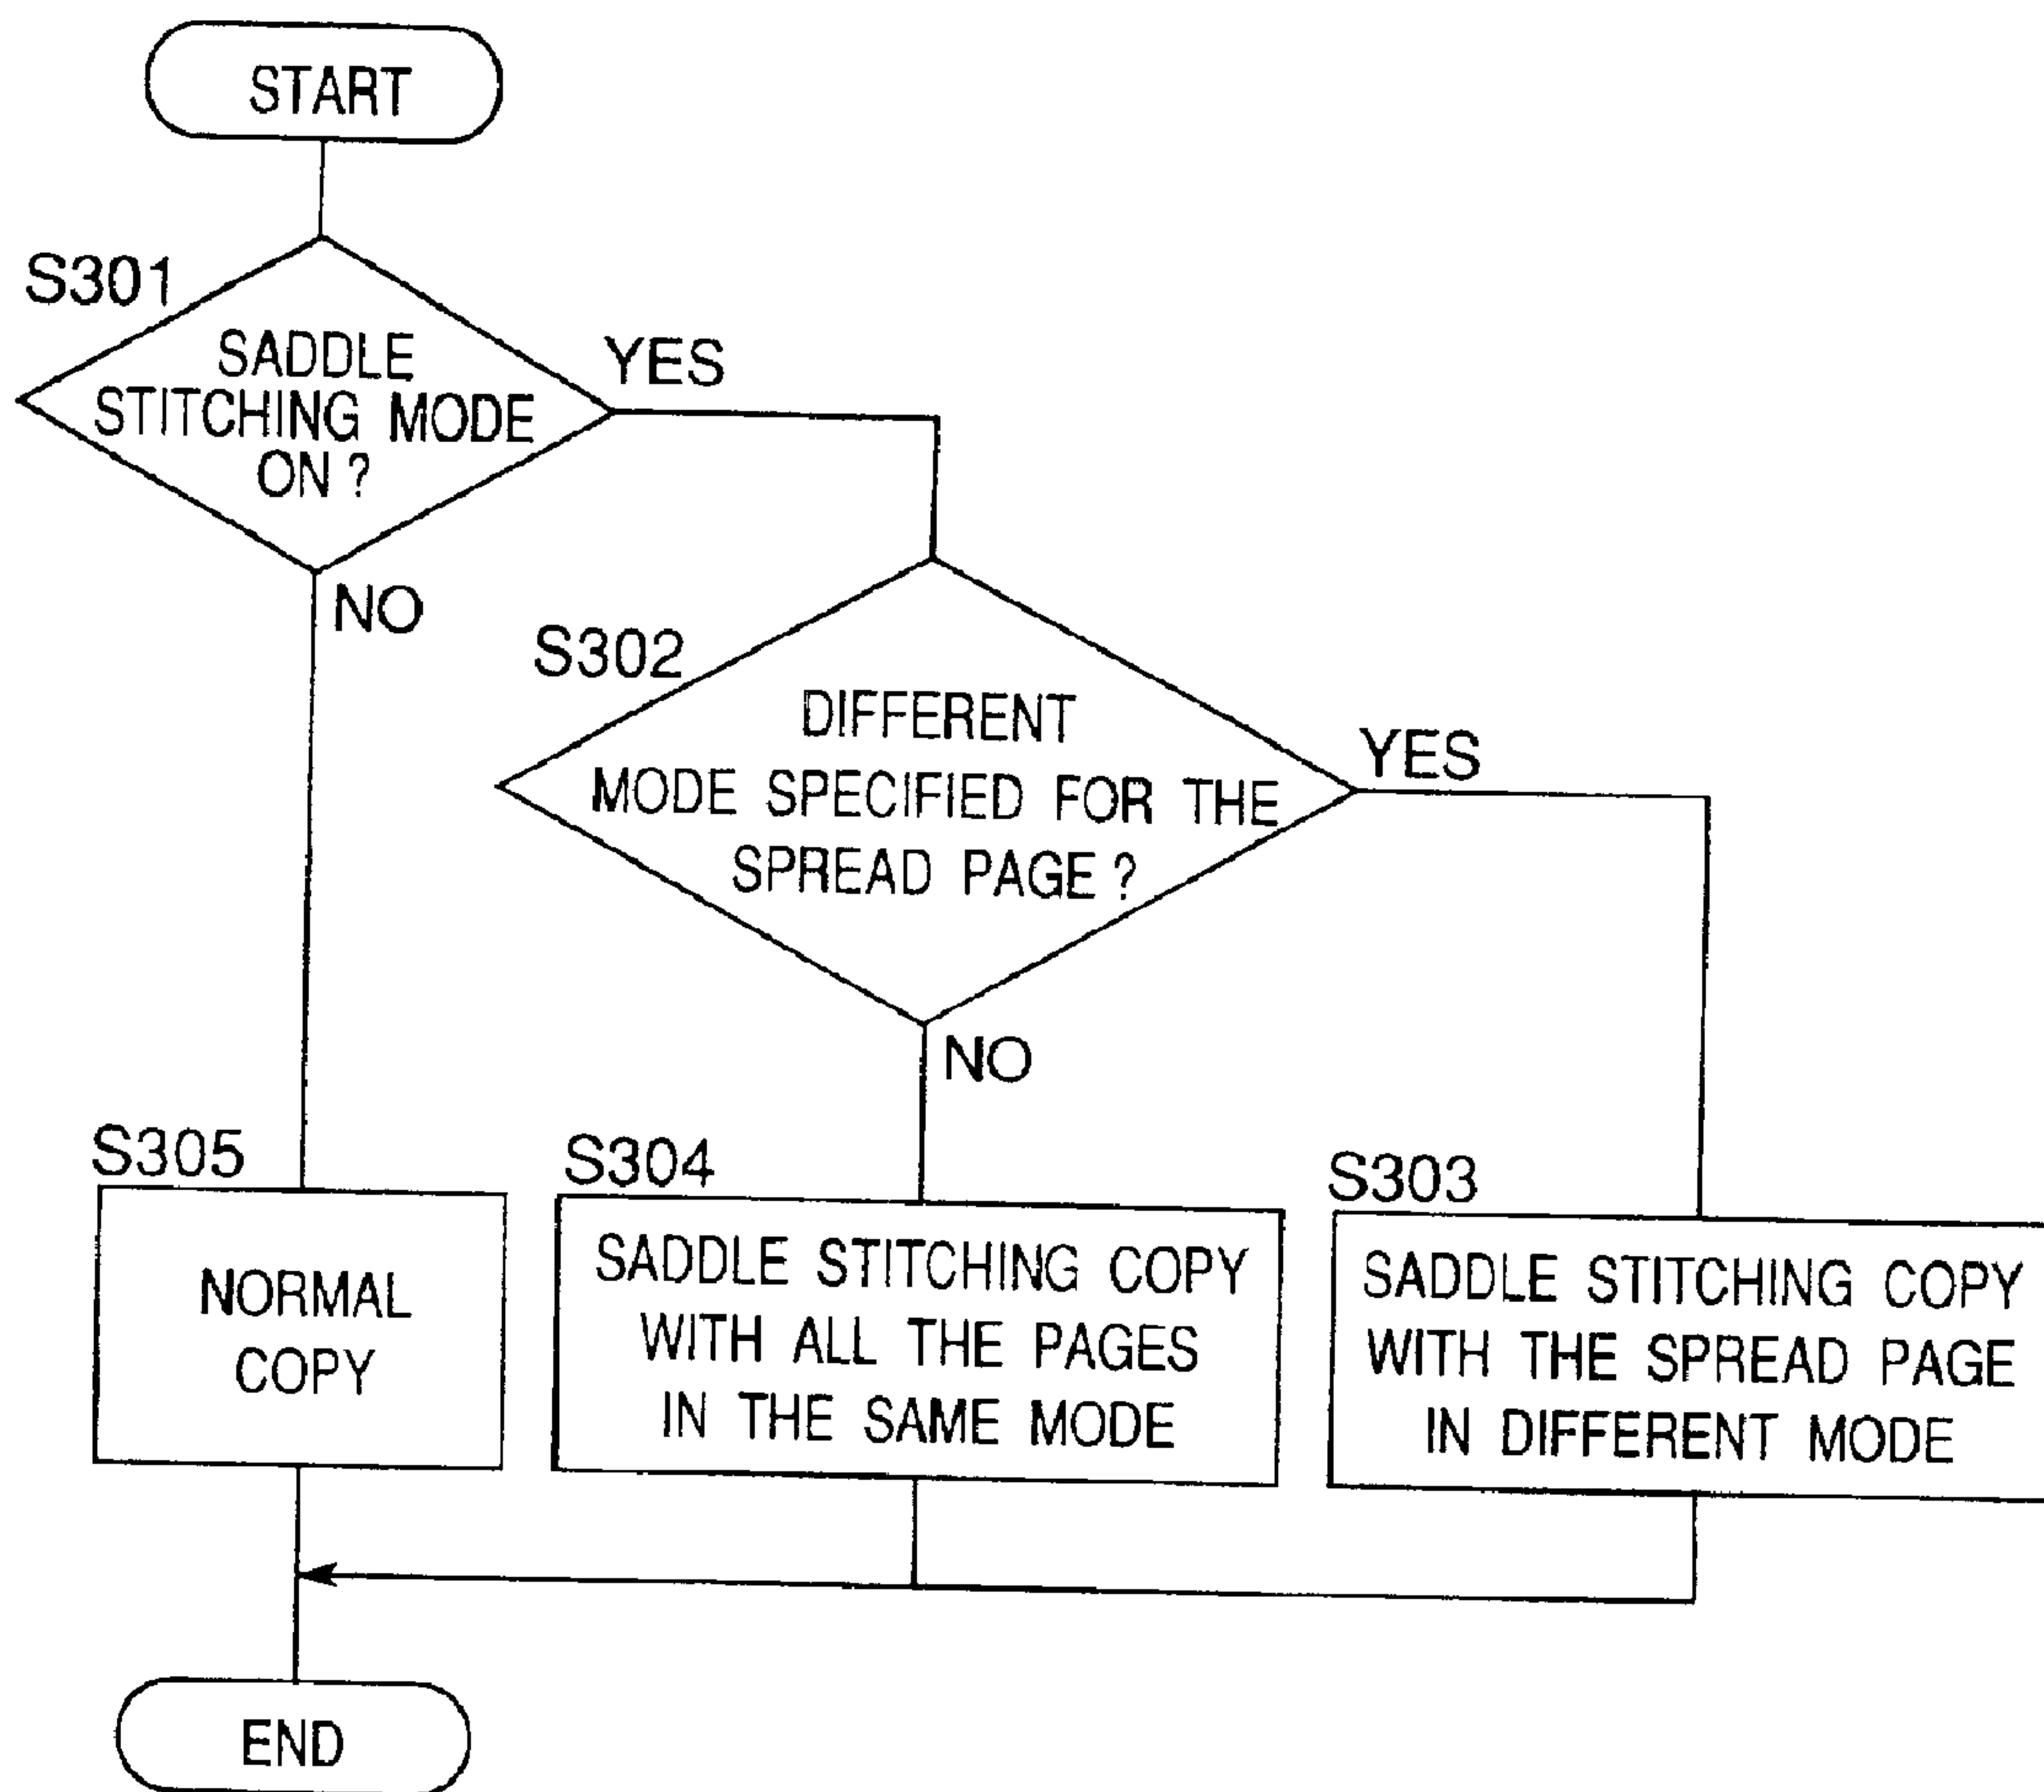 START
S301
SADDLE
STITCHING MODE
ON?
YES
NO
S302
DIFFERENT
MODE SPECIFIED FOR THE
SPREAD PAGE?
YES
NO
S305
NORMAL
COPY
S304
SADDLE STITCHING COPY
WITH ALL THE PAGES
IN THE SAME MODE
S303
SADDLE STITCHING COPY
WITH THE SPREAD PAGE
IN DIFFERENT MODE
END